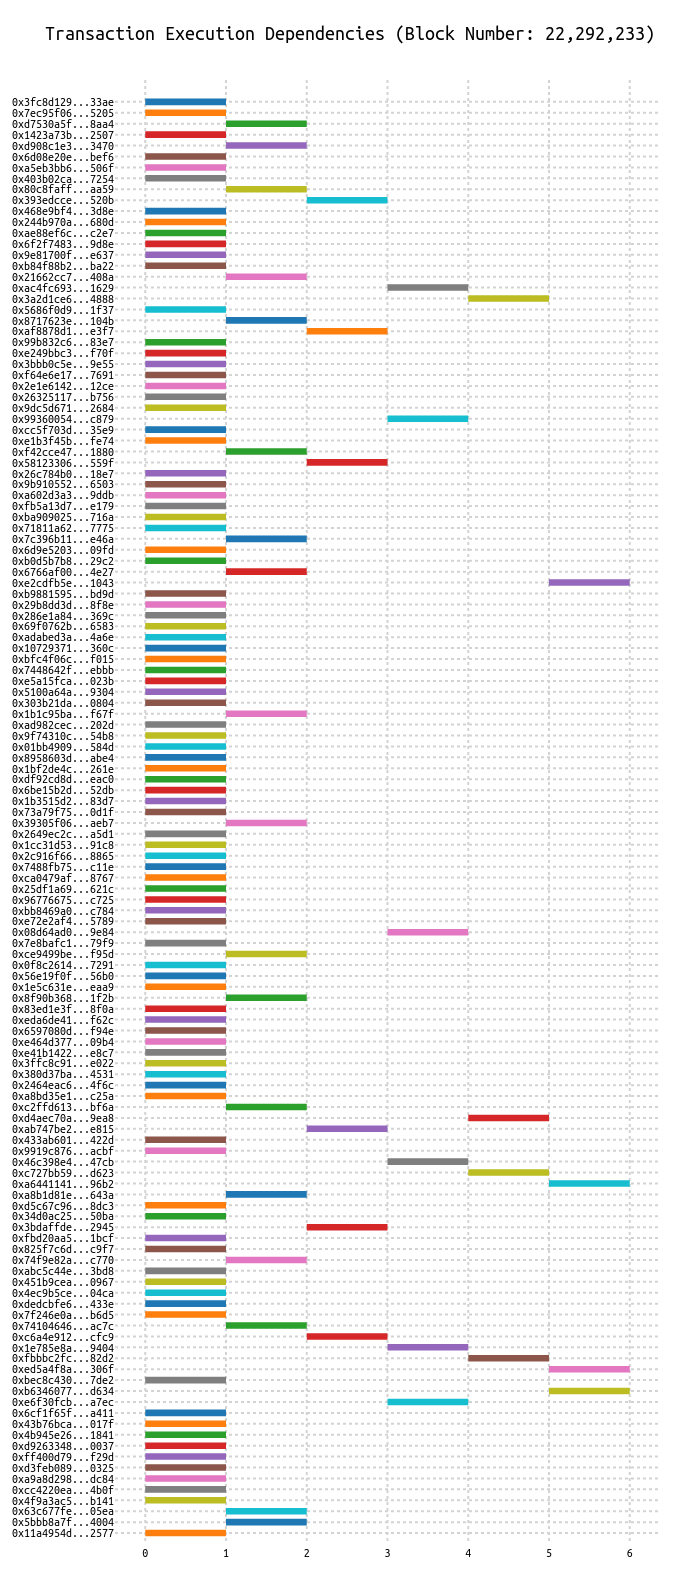 Transaction Execution Dependencies (Block Number: 22,292,233)
0x3fc8d129...33ae
0x7ec95f06...5205
0xd7530a5f...8aa4
0x1423a73b...2507
0xd908c1e3...3470
0x6d08e20e...bef6
0xa5eb3bb6...506f
0x403b02ca...7254
0x80c8faff...aa59
0x393edcce...520b
0x468e9bf4...3d8e
0x244b970a...680d
0xae88ef6c...c2e7
0x6f2f7483...9d8e
0x9e81700f...e637
0xb84f88b2...ba22
0x21662cc7...408a
0xac4fc693...1629
0x3a2d1ce6...4888
0x5686f0d9...1f37
0x8717623e...104b
0xaf8878d1...e3f7
0x99b832c6...83e7
0xe249bbc3...f70f
0x3bbb0c5e...9e55
0xf64e6e17...7691
0x2e1e6142...12ce
0x26325117...b756
0x9dc5d671...2684
0x99360054...c879
0xcc5f703d...35e9
0xe1b3f45b...fe74
0xf42cce47...1880
0x58123306...559f
0x26c784b0...18e7
0x9b910552...6503
0xa602d3a3...9ddb
0xfb5a13d7...e179
0xba909025...716a
0x71811a62...7775
0x7c396b11...e46a
0x6d9e5203...09fd
0xb0d5b7b8...29c2
0x6766af00...4e27
0xe2cdfb5e...1043
0xb9881595...bd9d
0x29b8dd3d...8f8e
0x286e1a84...369c
0x69f0762b...6583
0xadabed3a...4a6e
0x10729371...360c
0xbfc4f06c...f015
0x7448642f...ebbb
0xe5a15fca...023b
0x5100a64a...9304
0x303b21da...0804
0x1b1c95ba...f67f
0xad982cec...202d
0x9f74310c...54b8
0x01bb4909...584d
0x8958603d...abe4
0x1bf2de4c...261e
0xdf92cd8d...eac0
0x6be15b2d...52db
0x1b3515d2...83d7
0x73a79f75...0d1f
0x39305f06...aeb7
0x2649ec2c...a5d1
0x1cc31d53...91c8
0x2c916f66...8865
0x7488fb75...c11e
0xca0479af...8767
0x25df1a69...621c
0x96776675...c725
0xbb8469a0...c784
0xe72e2af4...5789
0x08d64ad0...9e84
0x7e8bafc1...79f9
0xce9499be...f95d
0x0f8c2614...7291
0x56e19f0f...56b0
0x1e5c631e...eaa9
0x8f90b368...1f2b
0x83ed1e3f...8f0a
0xeda6de41...f62c
0x6597080d...f94e
0xe464d377...09b4
0xe41b1422...e8c7
0x3ffc8c91...e022
0x380d37ba...4531
0x2464eac6...4f6c
0xa8bd35e1...c25a
0xc2ffd613...bf6a
0xd4aec70a...9ea8
0xab747be2...e815
0x433ab601...422d
0x9919c876...acbf
0x46c398e4...47cb
0xc727bb59...d623
0xa6441141...96b2
0xa8b1d81e...643a
0xd5c67c96...8dc3
0x34d0ac25...50ba
0x3bdaffde...2945
0xfbd20aa5...1bcf
0x825f7c6d...c9f7
0x74f9e82a...c770
0xabc5c44e...3bd8
0x451b9cea...0967
0x4ec9b5ce...04ca
0xdedcbfe6...433e
0x7f246e0a...b6d5
0x74104646...ac7c
0xc6a4e912...cfc9
0x1e785e8a...9404
0xfbbbc2fc...82d2
0xed5a4f8a...306f
0xbec8c430...7de2
0xb6346077...d634
0xe6f30fcb...a7ec
0x6cf1f65f...a411
0x43b76bca...017f
0x4b945e26...1841
0xd9263348...0037
0xff400d79...f29d
0xd3feb089...0325
0xa9a8d298...dc84
0xcc4220ea...4b0f
0x4f9a3ac5...b141
0x63c677fe...05ea
0x5bbb8a7f...4004
0x11a4954d...2577
0 1 2 3 4 5 6